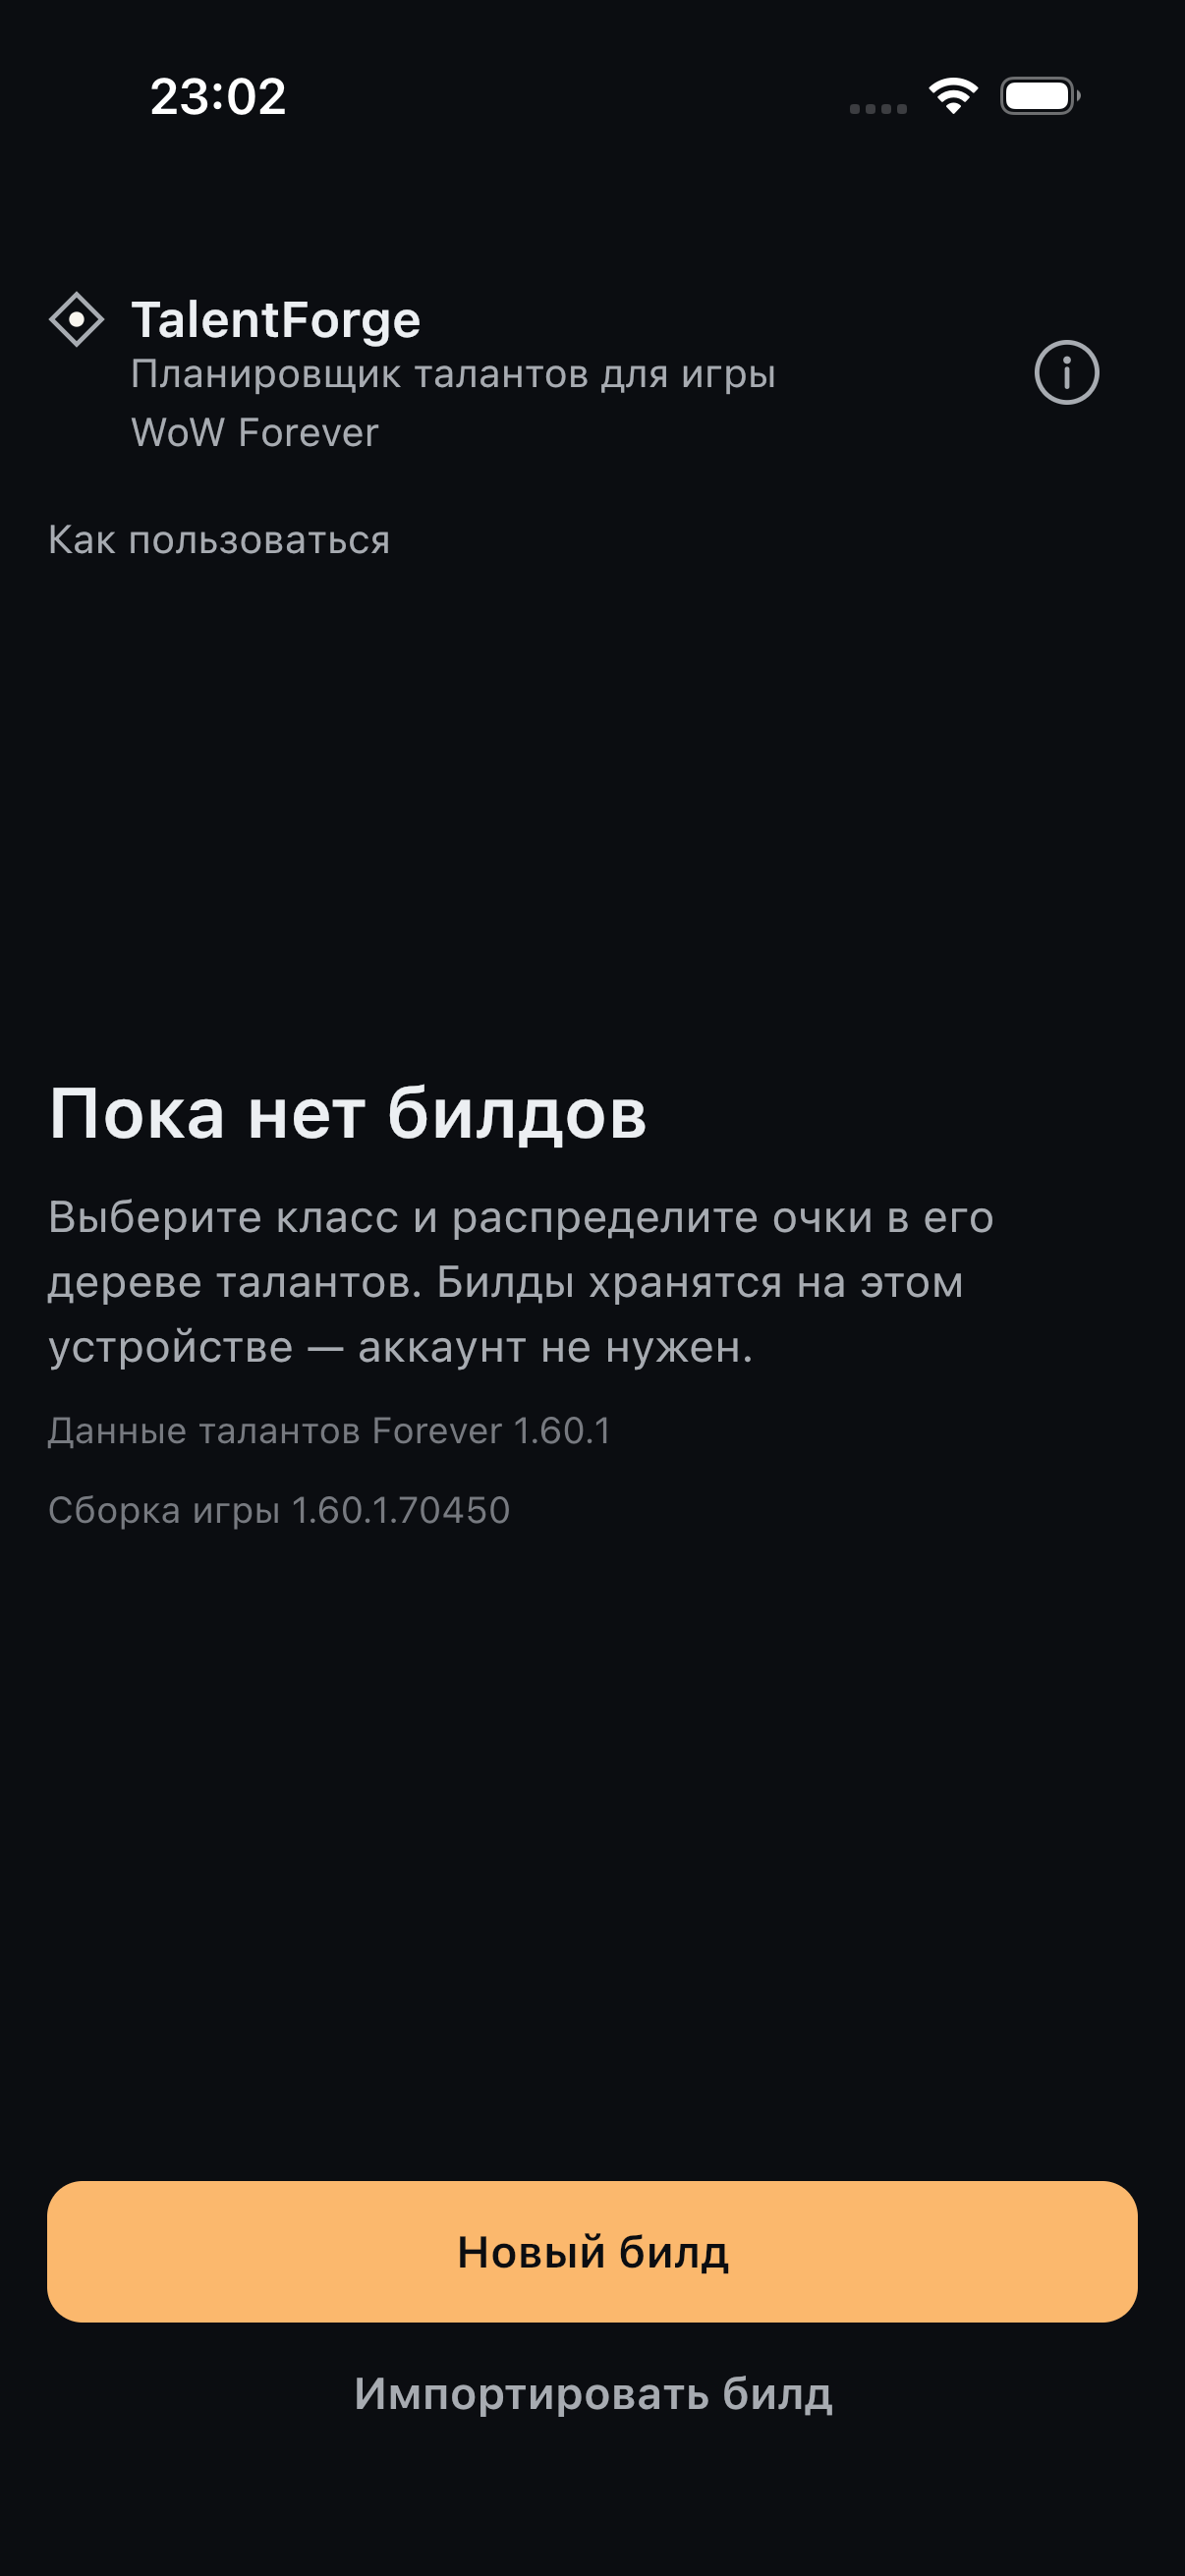 23:02
TalentForge
Планировщик талантов для игры
WoW Forever
Как пользоваться
Пока нет билдов
Выберите класс и распределите очки в его
дереве талантов. Билды хранятся на этом
устройстве — аккаунт не нужен.
Данные талантов Forever 1.60.1
Сборка игры 1.60.1.70450
Новый билд
Импортировать билд